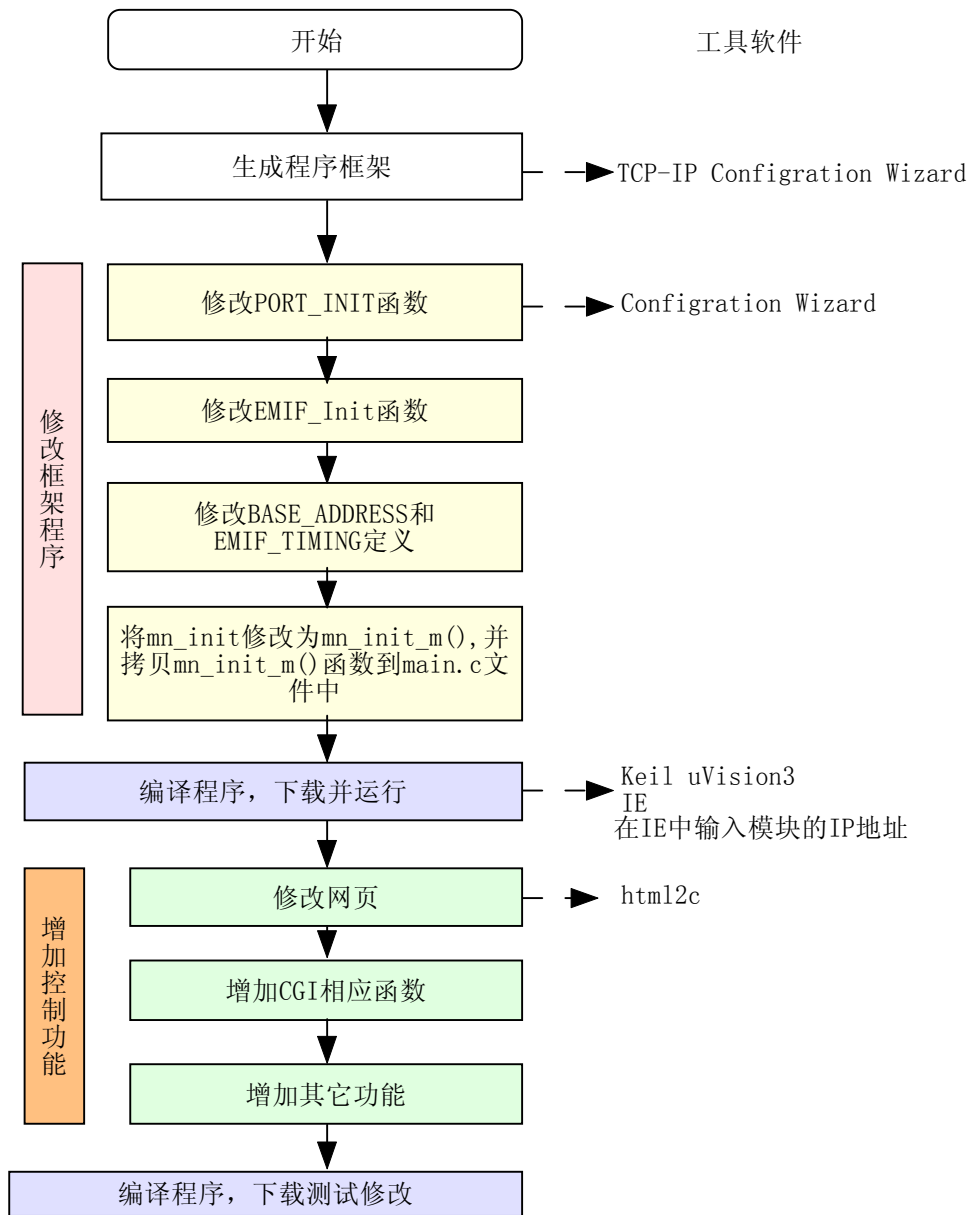 开始
工具软件
生成程序框架
TCP-IP Configration Wizard
修改框架程序
修改PORT_INIT函数
Configration Wizard
修改EMIF_Init函数
修改BASE_ADDRESS和
EMIF_TIMING定义
将mn_init修改为mn_init_m(),并
拷贝mn_init_m()函数到main.c文
件中
编译程序，下载并运行
Keil uVision3
IE
在IE中输入模块的IP地址
增加控制功能
修改网页
html2c
增加CGI相应函数
增加其它功能
编译程序，下载测试修改